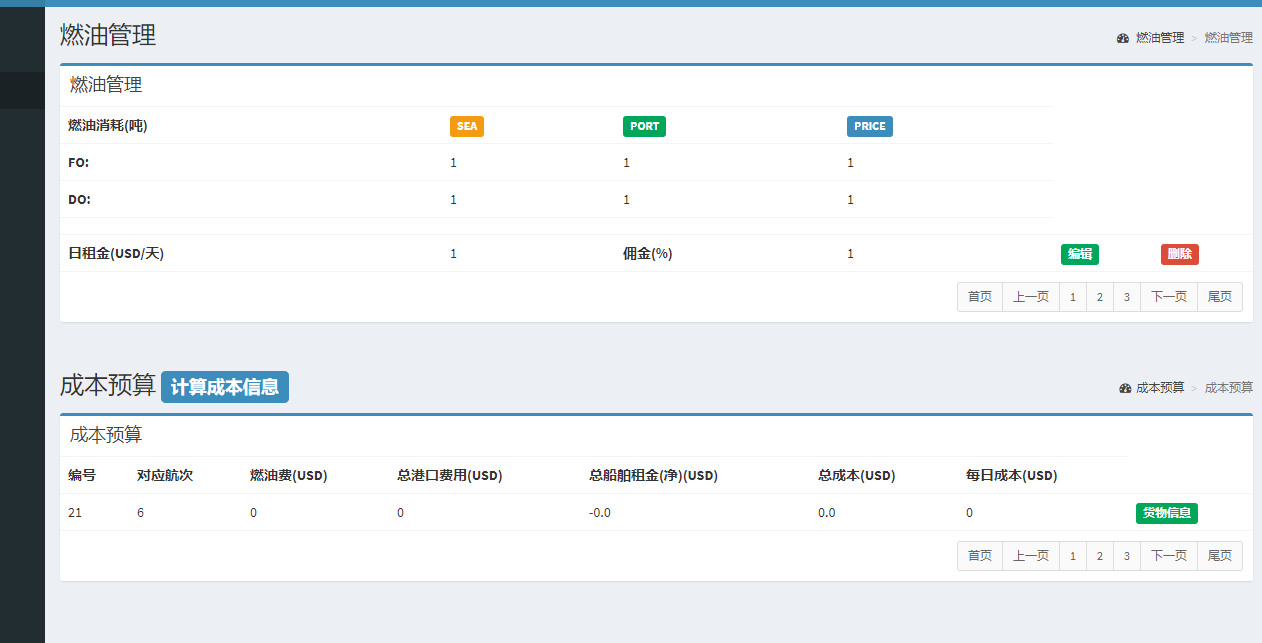 燃油管理
燃油管理 > 燃油管理
燃油管理
燃油消耗(吨) SEA PORT PRICE
FO: 1 1 1
DO: 1 1 1
日租金(USD/天) 1 佣金(%) 1 编辑 删除
首页 上一页 1 2 3 下一页 尾页
成本预算 计算成本信息
成本预算 > 成本预算
成本预算
编号 对应航次 燃油费(USD) 总港口费用(USD) 总船舶租金(净)(USD) 总成本(USD) 每日成本(USD)
21 6 0 0 -0.0 0.0 0 货物信息
首页 上一页 1 2 3 下一页 尾页